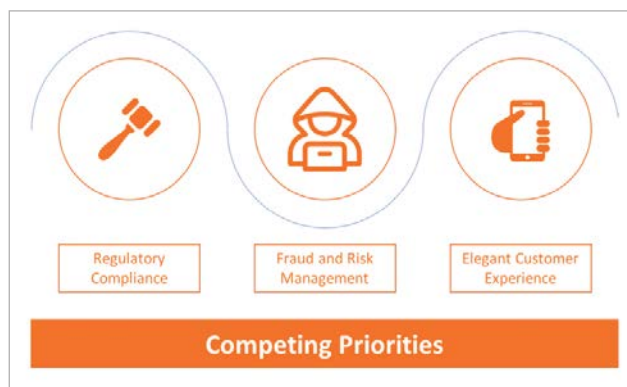 Regulatory
Compliance
Fraud and Risk
Management
Elegant Customer
Experience
Competing Priorities